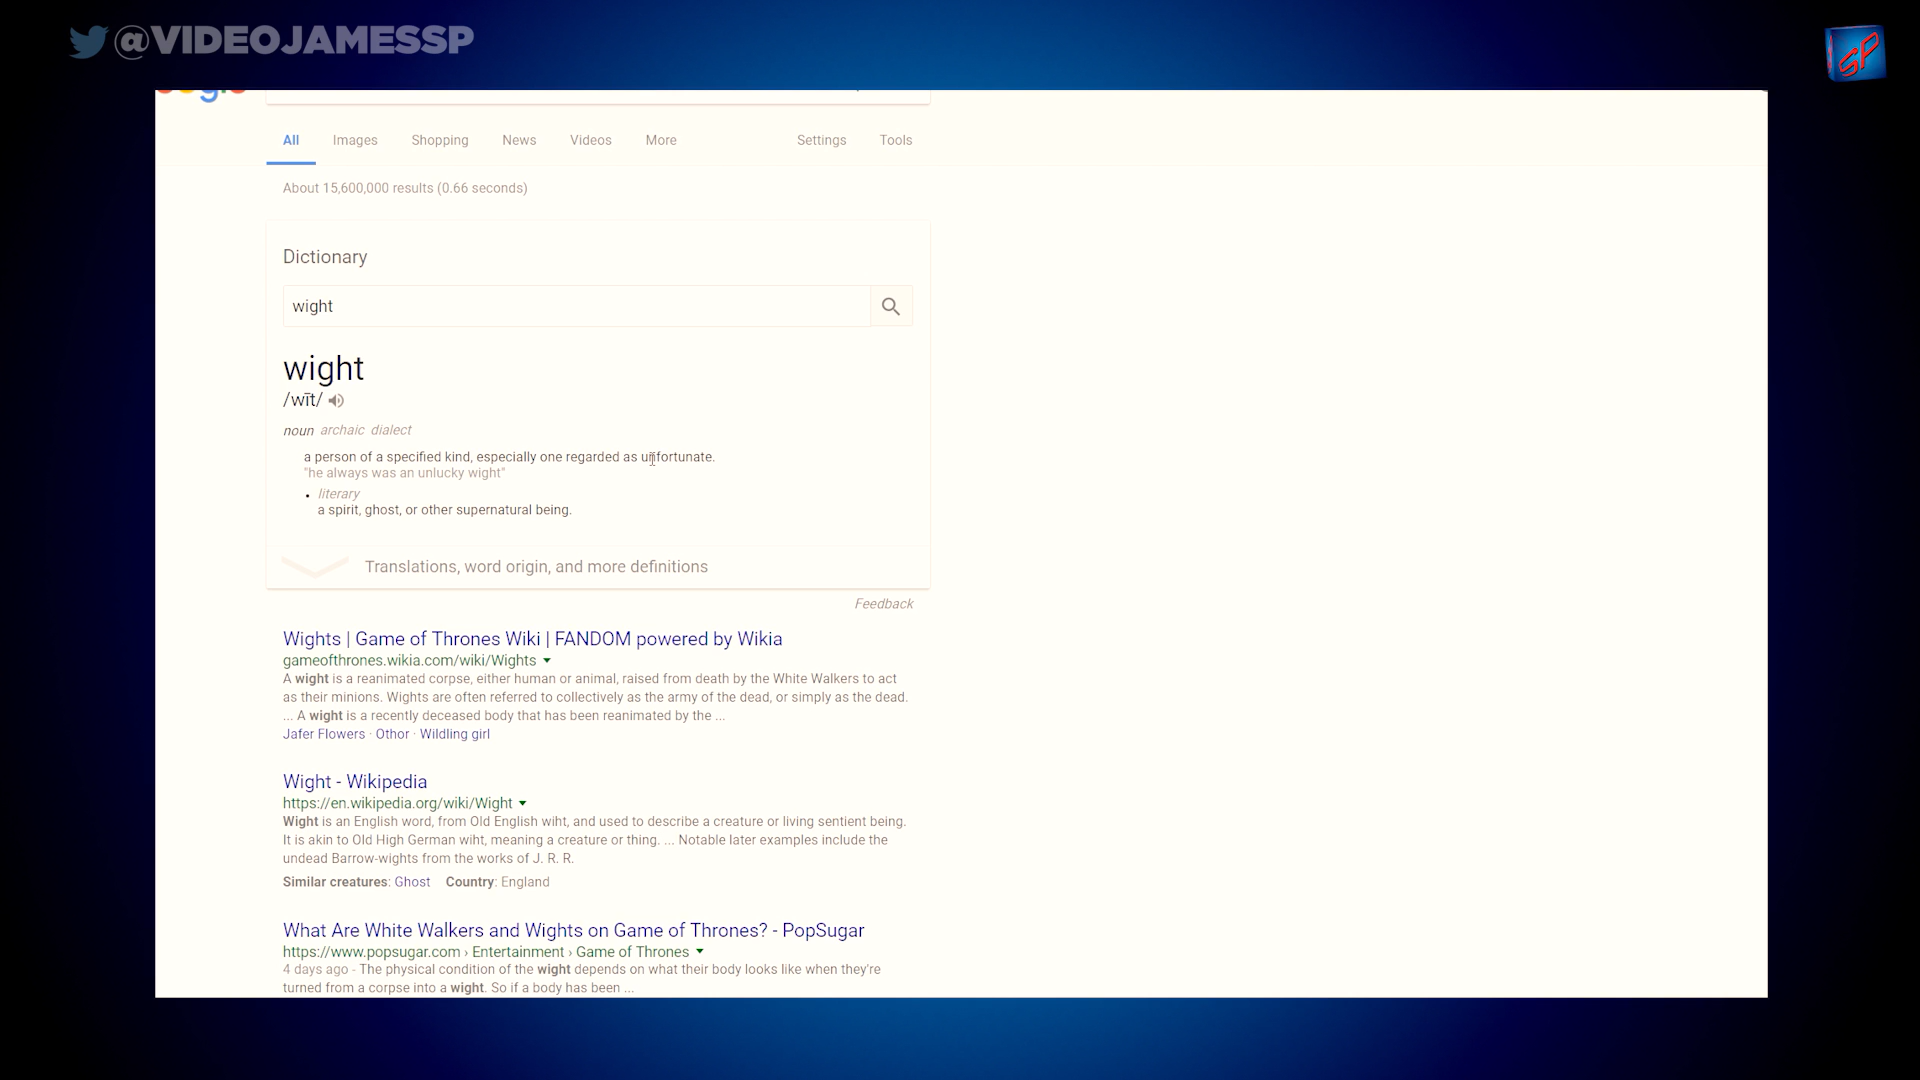 @VIDEOJAMESSP
SP
All Images Shopping News Videos More Settings Tools
About 15,600,000 results (0.66 seconds)
Dictionary
wight
wight
/wīt/
noun archaic dialect
a person of a specified kind, especially one regarded as unfortunate.
"he always was an unlucky wight"
• literary
a spirit, ghost, or other supernatural being.
Translations, word origin, and more definitions
Feedback
Wights | Game of Thrones Wiki | FANDOM powered by Wikia
gameofthrones.wikia.com/wiki/Wights
A wight is a reanimated corpse, either human or animal, raised from death by the White Walkers to act
as their minions. Wights are often referred to collectively as the army of the dead, or simply as the dead.
... A wight is a recently deceased body that has been reanimated by the ...
Jafer Flowers · Othor · Wildling girl
Wight - Wikipedia
https://en.wikipedia.org/wiki/Wight
Wight is an English word, from Old English wiht, and used to describe a creature or living sentient being.
It is akin to Old High German wiht, meaning a creature or thing. ... Notable later examples include the
undead Barrow-wights from the works of J. R. R.
Similar creatures: Ghost Country: England
What Are White Walkers and Wights on Game of Thrones? - PopSugar
https://www.popsugar.com › Entertainment › Game of Thrones
4 days ago - The physical condition of the wight depends on what their body looks like when they're
turned from a corpse into a wight. So if a body has been ...